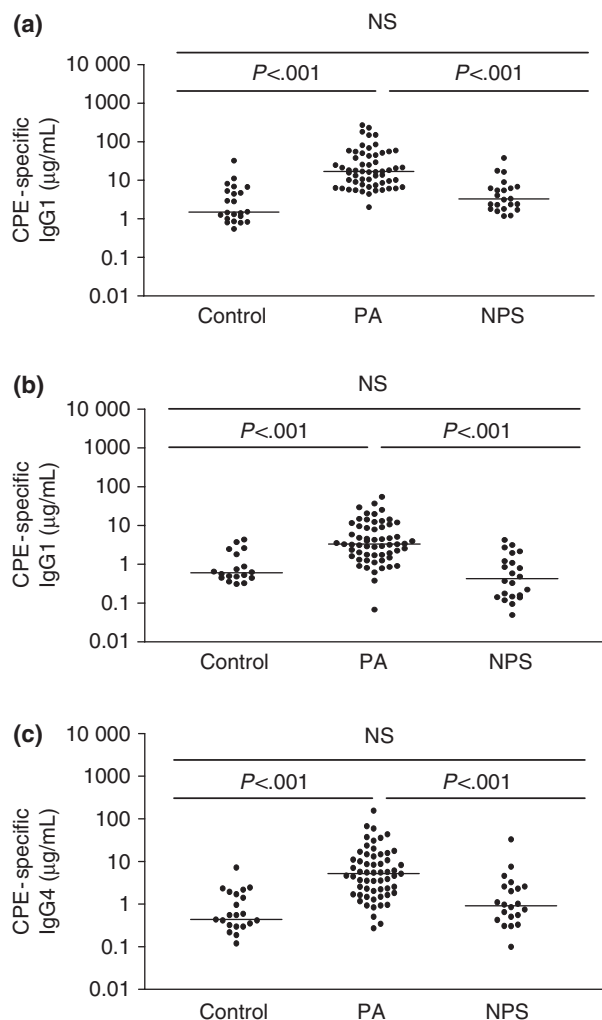 (a)
NS
P<.001 P<.001
CPE-specific
IgG1 (µg/mL)
10 000
1000
100
10
1
0.1
0.01
Control PA NPS
(b)
NS
P<.001 P<.001
CPE-specific
IgG1 (µg/mL)
10 000
1000
100
10
1
0.1
0.01
Control PA NPS
(c)
NS
P<.001 P<.001
CPE-specific
IgG4 (µg/mL)
10 000
1000
100
10
1
0.1
0.01
Control PA NPS